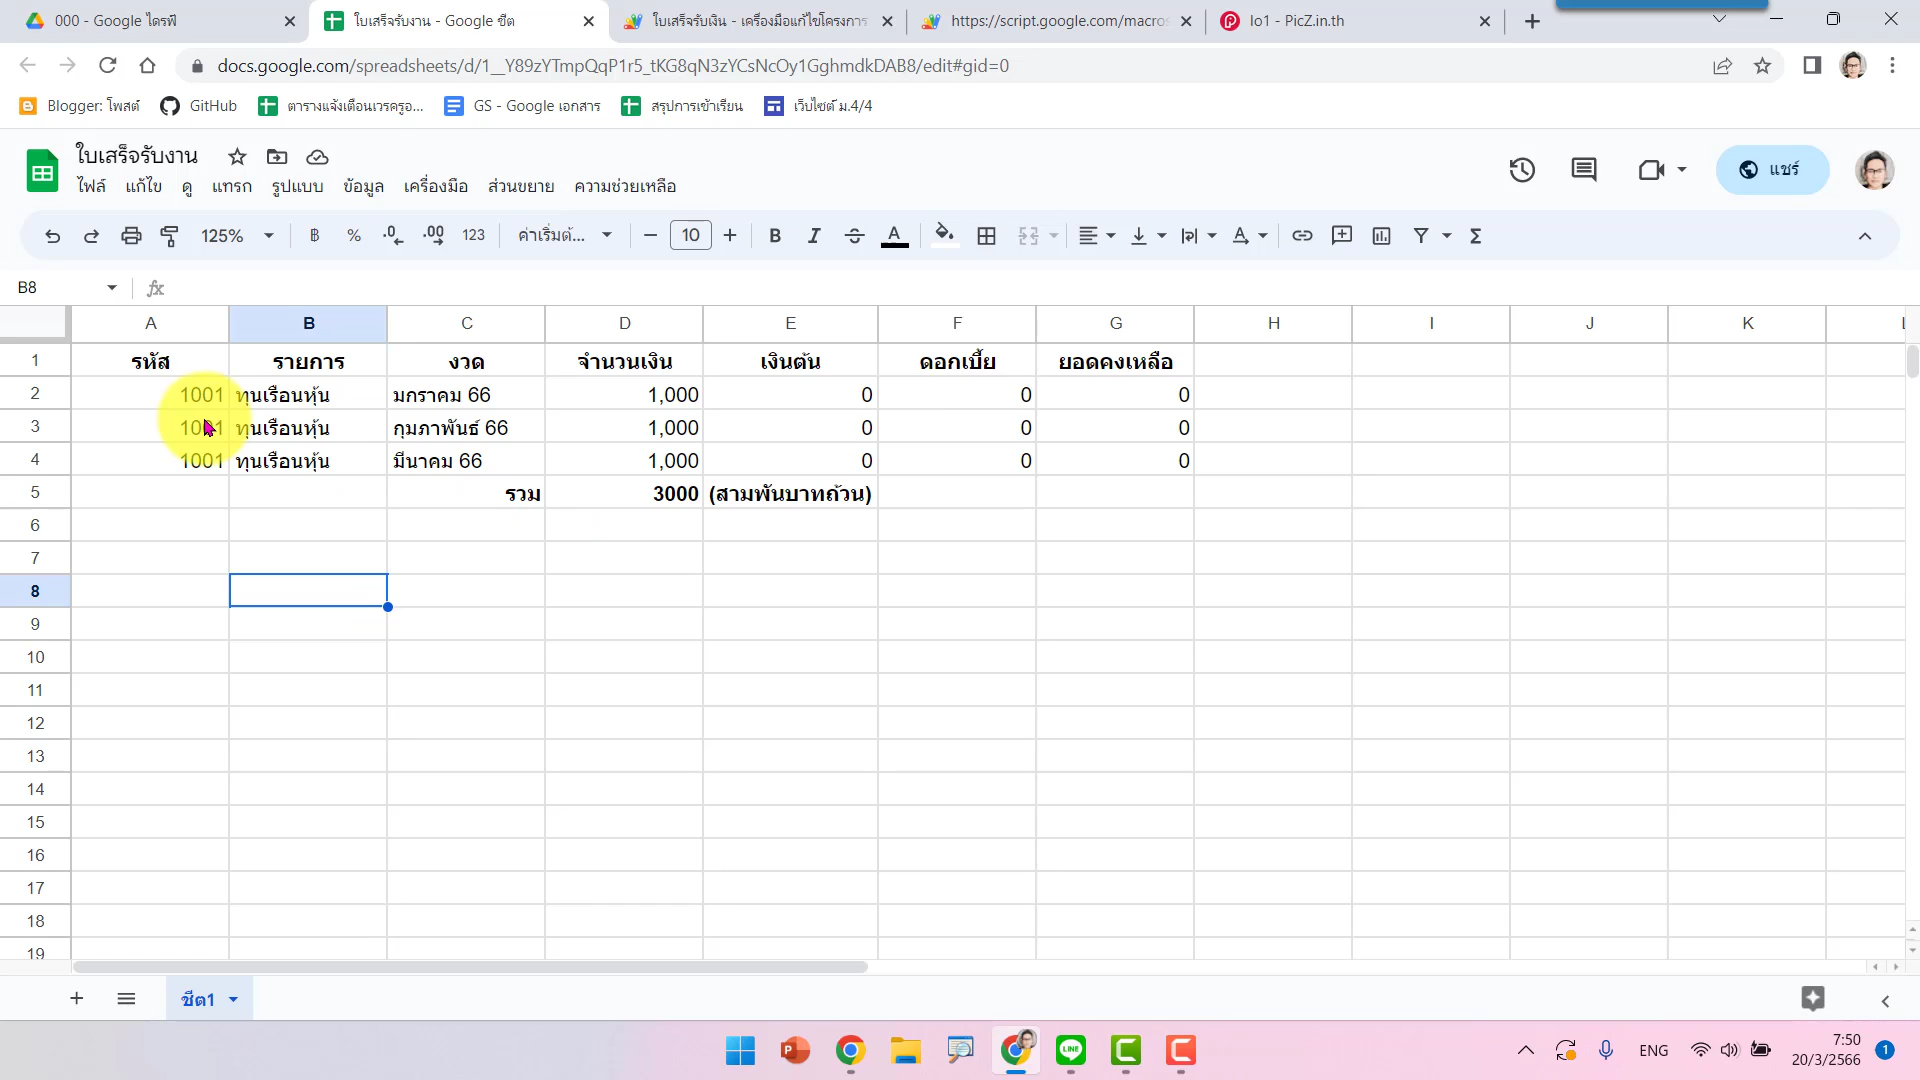 000 - Google ไดรฟ์
ใบเสร็จรับงาน - Google ชีต
ใบเสร็จรับเงิน - เครื่องมือแก้ไขโครงการ
https://script.google.com/macros
lo1 - PicZ.in.th
docs.google.com/spreadsheets/d/1__Y89zYTmpQqP1r5_tKG8qN3zYCsNcOy1GghmdkDAB8/edit#gid=0
Blogger: โพสต์
GitHub
ตารางแจ้งเตือนเวรครูอ...
GS - Google เอกสาร
สรุปการเข้าเรียน
เว็บไซต์ ม.4/4
ใบเสร็จรับงาน
ไฟล์ แก้ไข ดู แทรก รูปแบบ ข้อมูล เครื่องมือ ส่วนขยาย ความช่วยเหลือ
แชร์
125% ฿ % .0 .00 123 ค่าเริ่มต้... 10 B I A
B8 fx
A B C D E F G H I J K L
1 รหัส รายการ งวด จำนวนเงิน เงินต้น ดอกเบี้ย ยอดคงเหลือ
2 1001 ทุนเรือนหุ้น มกราคม 66 1,000 0 0 0
3 1001 ทุนเรือนหุ้น กุมภาพันธ์ 66 1,000 0 0 0
4 1001 ทุนเรือนหุ้น มีนาคม 66 1,000 0 0 0
5 รวม 3000 (สามพันบาทถ้วน)
6
7
8
9
10
11
12
13
14
15
16
17
18
19
ชีต1
ENG
7:50
20/3/2566
1